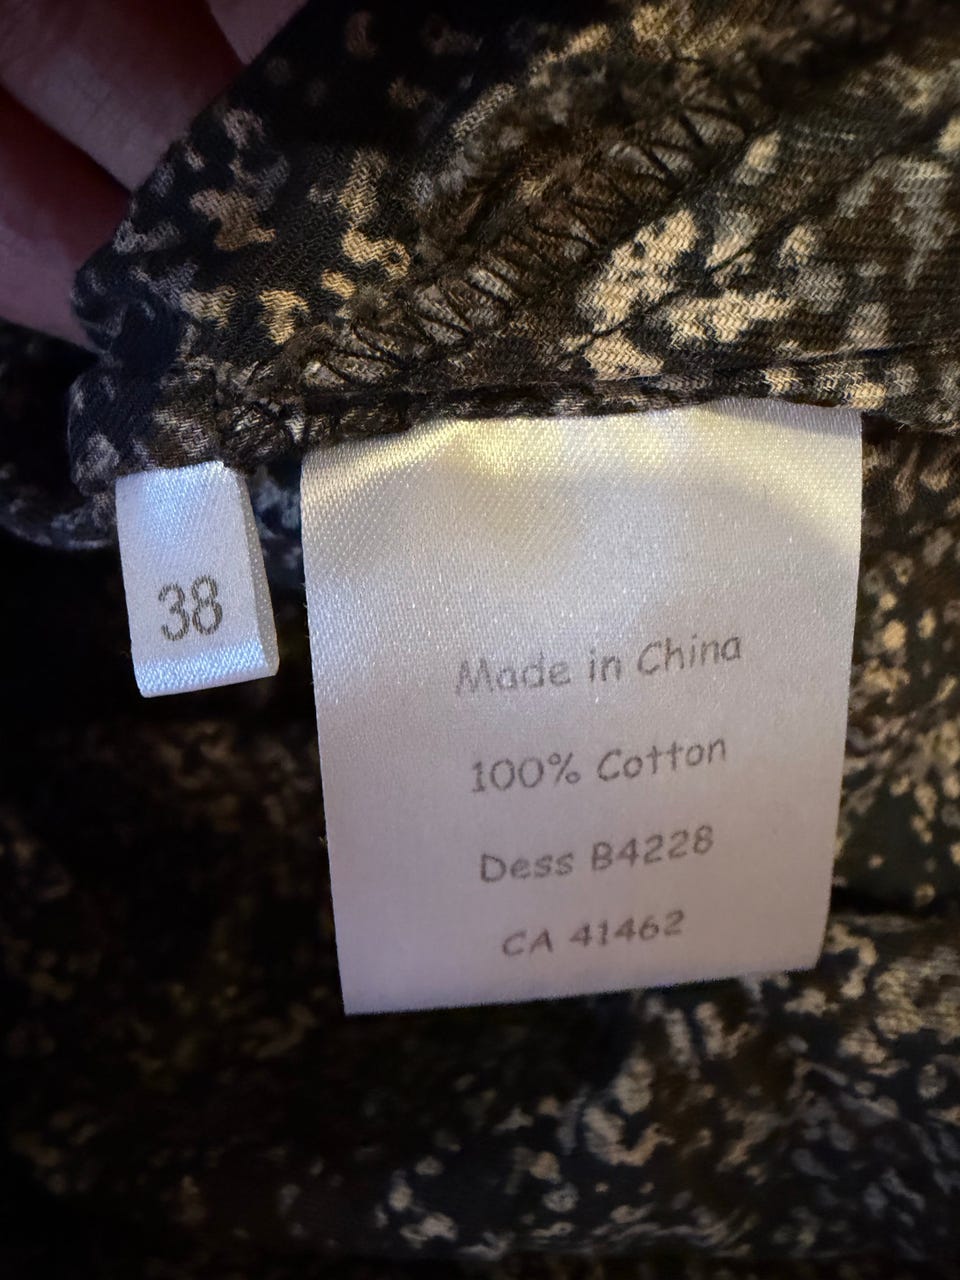 38
Made in China
100% Cotton
Dess B4228
CA 41462